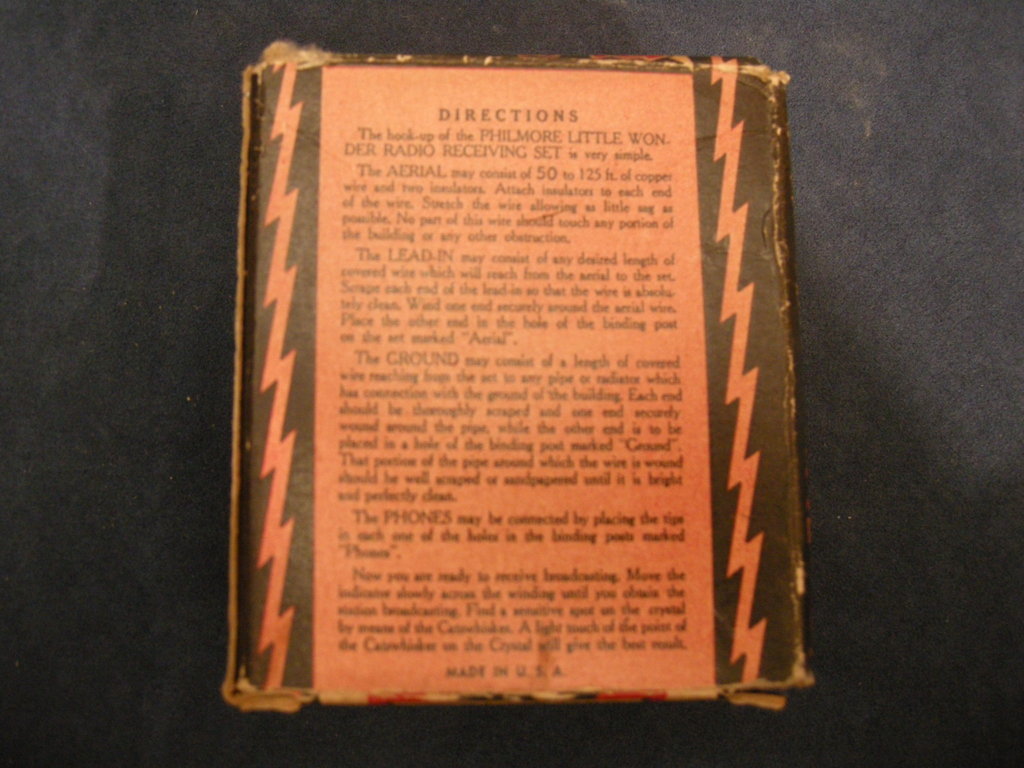 DIRECTIONS
The hook-up of the PHILMORE LITTLE WON-
DER RADIO RECEIVING SET is very simple.
The AERIAL may consist of 50 to 125 ft. of copper
wire and two insulators. Attach insulators to each end
of the wire. Stretch the wire allowing as little sag as
possible. No part of this wire should touch any portion of
the building or any other obstruction.
The LEAD-IN may consist of any desired length of
covered wire which will reach from the aerial to the set.
Scrape each end of the lead-in so that the wire is absolu-
tely clean. Wind one end securely around the aerial wire.
Place the other end in the hole of the binding post
on the set marked "Aerial".
The GROUND may consist of a length of covered
wire reaching from the set to any pipe or radiator which
has connection with the ground of the building. Each end
should be thoroughly scraped and one end securely
wound around the pipe, while the other end is to be
placed in a hole of the binding post marked "Ground".
That portion of the pipe around which the wire is wound
should be well scraped or sandpapered until it is bright
and perfectly clean.
The PHONES may be connected by placing the tips
in each one of the holes in the binding posts marked
"Phones".
Now you are ready to receive broadcasting. Move the
indicator slowly across the winding until you obtain the
station broadcasting. Find a sensitive spot on the crystal
by means of the Catswhisker. A light touch of the point of
the Catswhisker on the Crystal will give the best result.
MADE IN U. S. A.